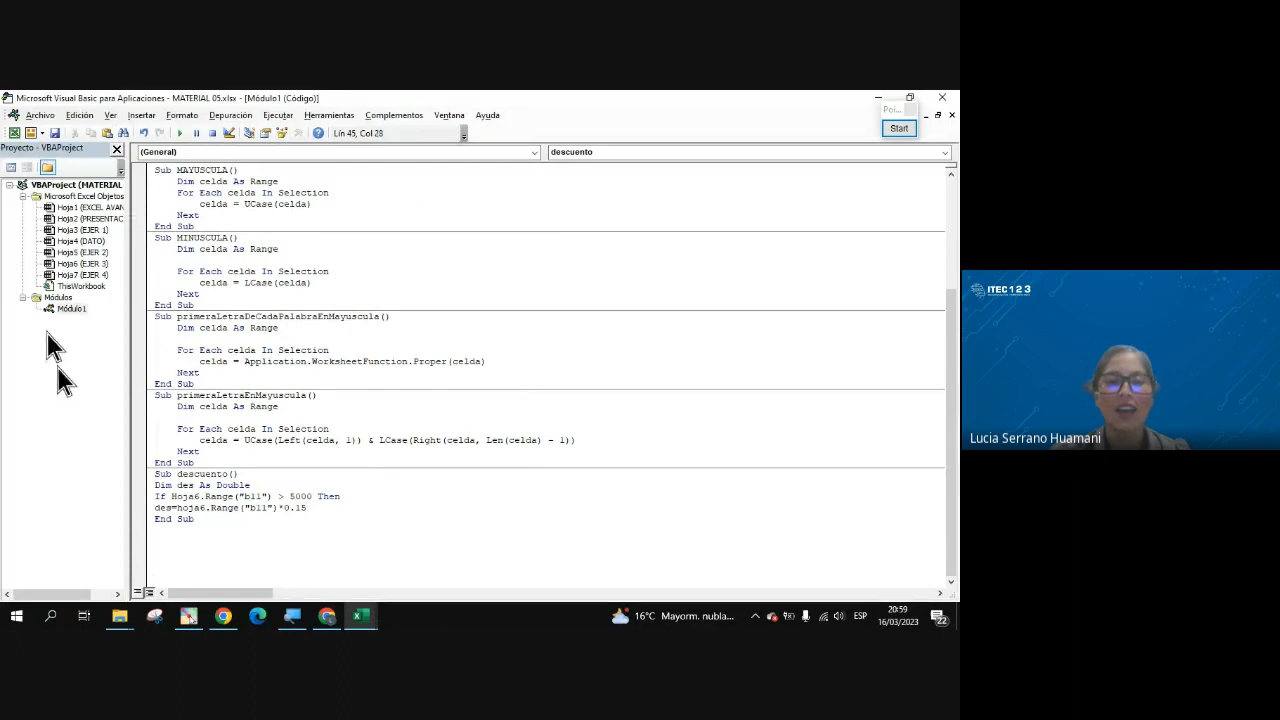 Microsoft Visual Basic para Aplicaciones - MATERIAL 05.xlsx - [Módulo1 (Código)]
Archivo Edición Ver Insertar Formato Depuración Ejecutar Herramientas Complementos Ventana Ayuda
Poi...
Start
Lín 45, Col 28
Proyecto - VBAProject
(General)
descuento
VBAProject (MATERIAL
Microsoft Excel Objetos
Hoja1 (EXCEL AVAN
Hoja2 (PRESENTAC
Hoja3 (EJER 1)
Hoja4 (DATO)
Hoja5 (EJER 2)
Hoja6 (EJER 3)
Hoja7 (EJER 4)
ThisWorkbook
Módulos
Módulo1
Sub MAYUSCULA()
Dim celda As Range
For Each celda In Selection
celda = UCase(celda)
Next
End Sub
Sub MINUSCULA()
Dim celda As Range
For Each celda In Selection
celda = LCase(celda)
Next
End Sub
Sub primeraLetraDeCadaPalabraEnMayuscula()
Dim celda As Range
For Each celda In Selection
celda = Application.WorksheetFunction.Proper(celda)
Next
End Sub
Sub primeraLetraEnMayuscula()
Dim celda As Range
For Each celda In Selection
celda = UCase(Left(celda, 1)) & LCase(Right(celda, Len(celda) - 1))
Next
End Sub
Sub descuento()
Dim des As Double
If Hoja6.Range("b11") > 5000 Then
des=hoja6.Range("b11")*0.15
End Sub
16°C Mayorm. nubla...
ESP
20:59
16/03/2023
22
ITEC 1 2 3
Lucia Serrano Huamani